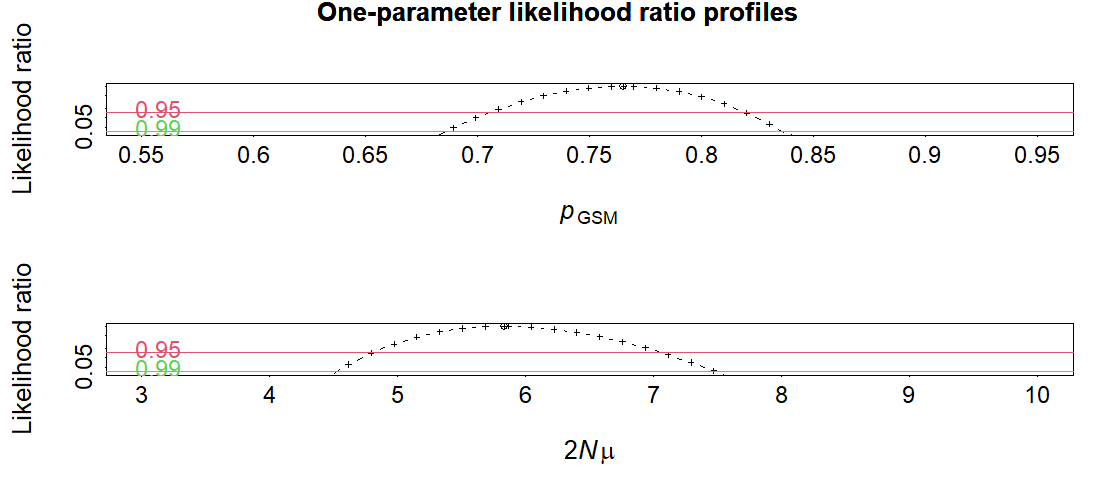 One-parameter likelihood ratio profiles
Likelihood ratio
0.05
0.95
0.99
0.55 0.6 0.65 0.7 0.75 0.8 0.85 0.9 0.95
p GSM
Likelihood ratio
0.05
0.95
0.99
3 4 5 6 7 8 9 10
2Nμ